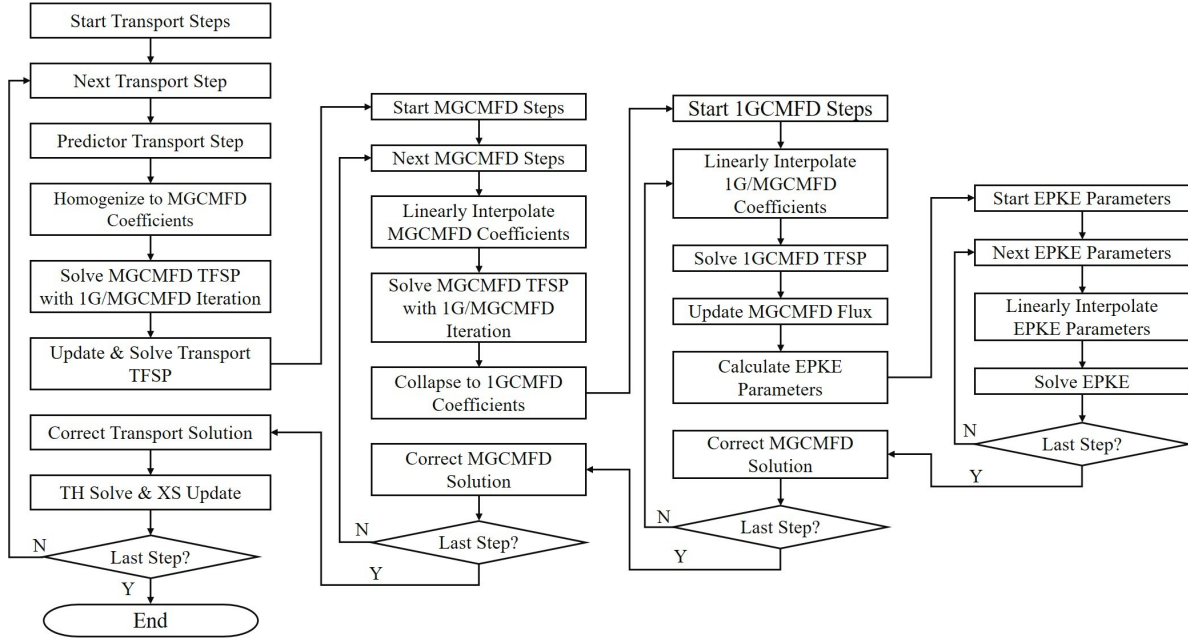 Start Transport Steps
Next Transport Step
Predictor Transport Step
Homogenize to MGCMFD
Coefficients
Solve MGCMFD TFSP
with 1G/MGCMFD Iteration
Update & Solve Transport
TFSP
Correct Transport Solution
TH Solve & XS Update
N
Last Step?
Y
End
Start MGCMFD Steps
Next MGCMFD Steps
Linearly Interpolate
MGCMFD Coefficients
Solve MGCMFD TFSP
with 1G/MGCMFD
Iteration
Collapse to 1GCMFD
Coefficients
Correct MGCMFD
Solution
N
Last Step?
Y
Start 1GCMFD Steps
Linearly Interpolate
1G/MGCMFD
Coefficients
Solve 1GCMFD TFSP
Update MGCMFD Flux
Calculate EPKE
Parameters
Correct MGCMFD
Solution
N
Last Step?
Y
Start EPKE Parameters
Next EPKE Parameters
Linearly Interpolate
EPKE Parameters
Solve EPKE
N
Last Step?
Y